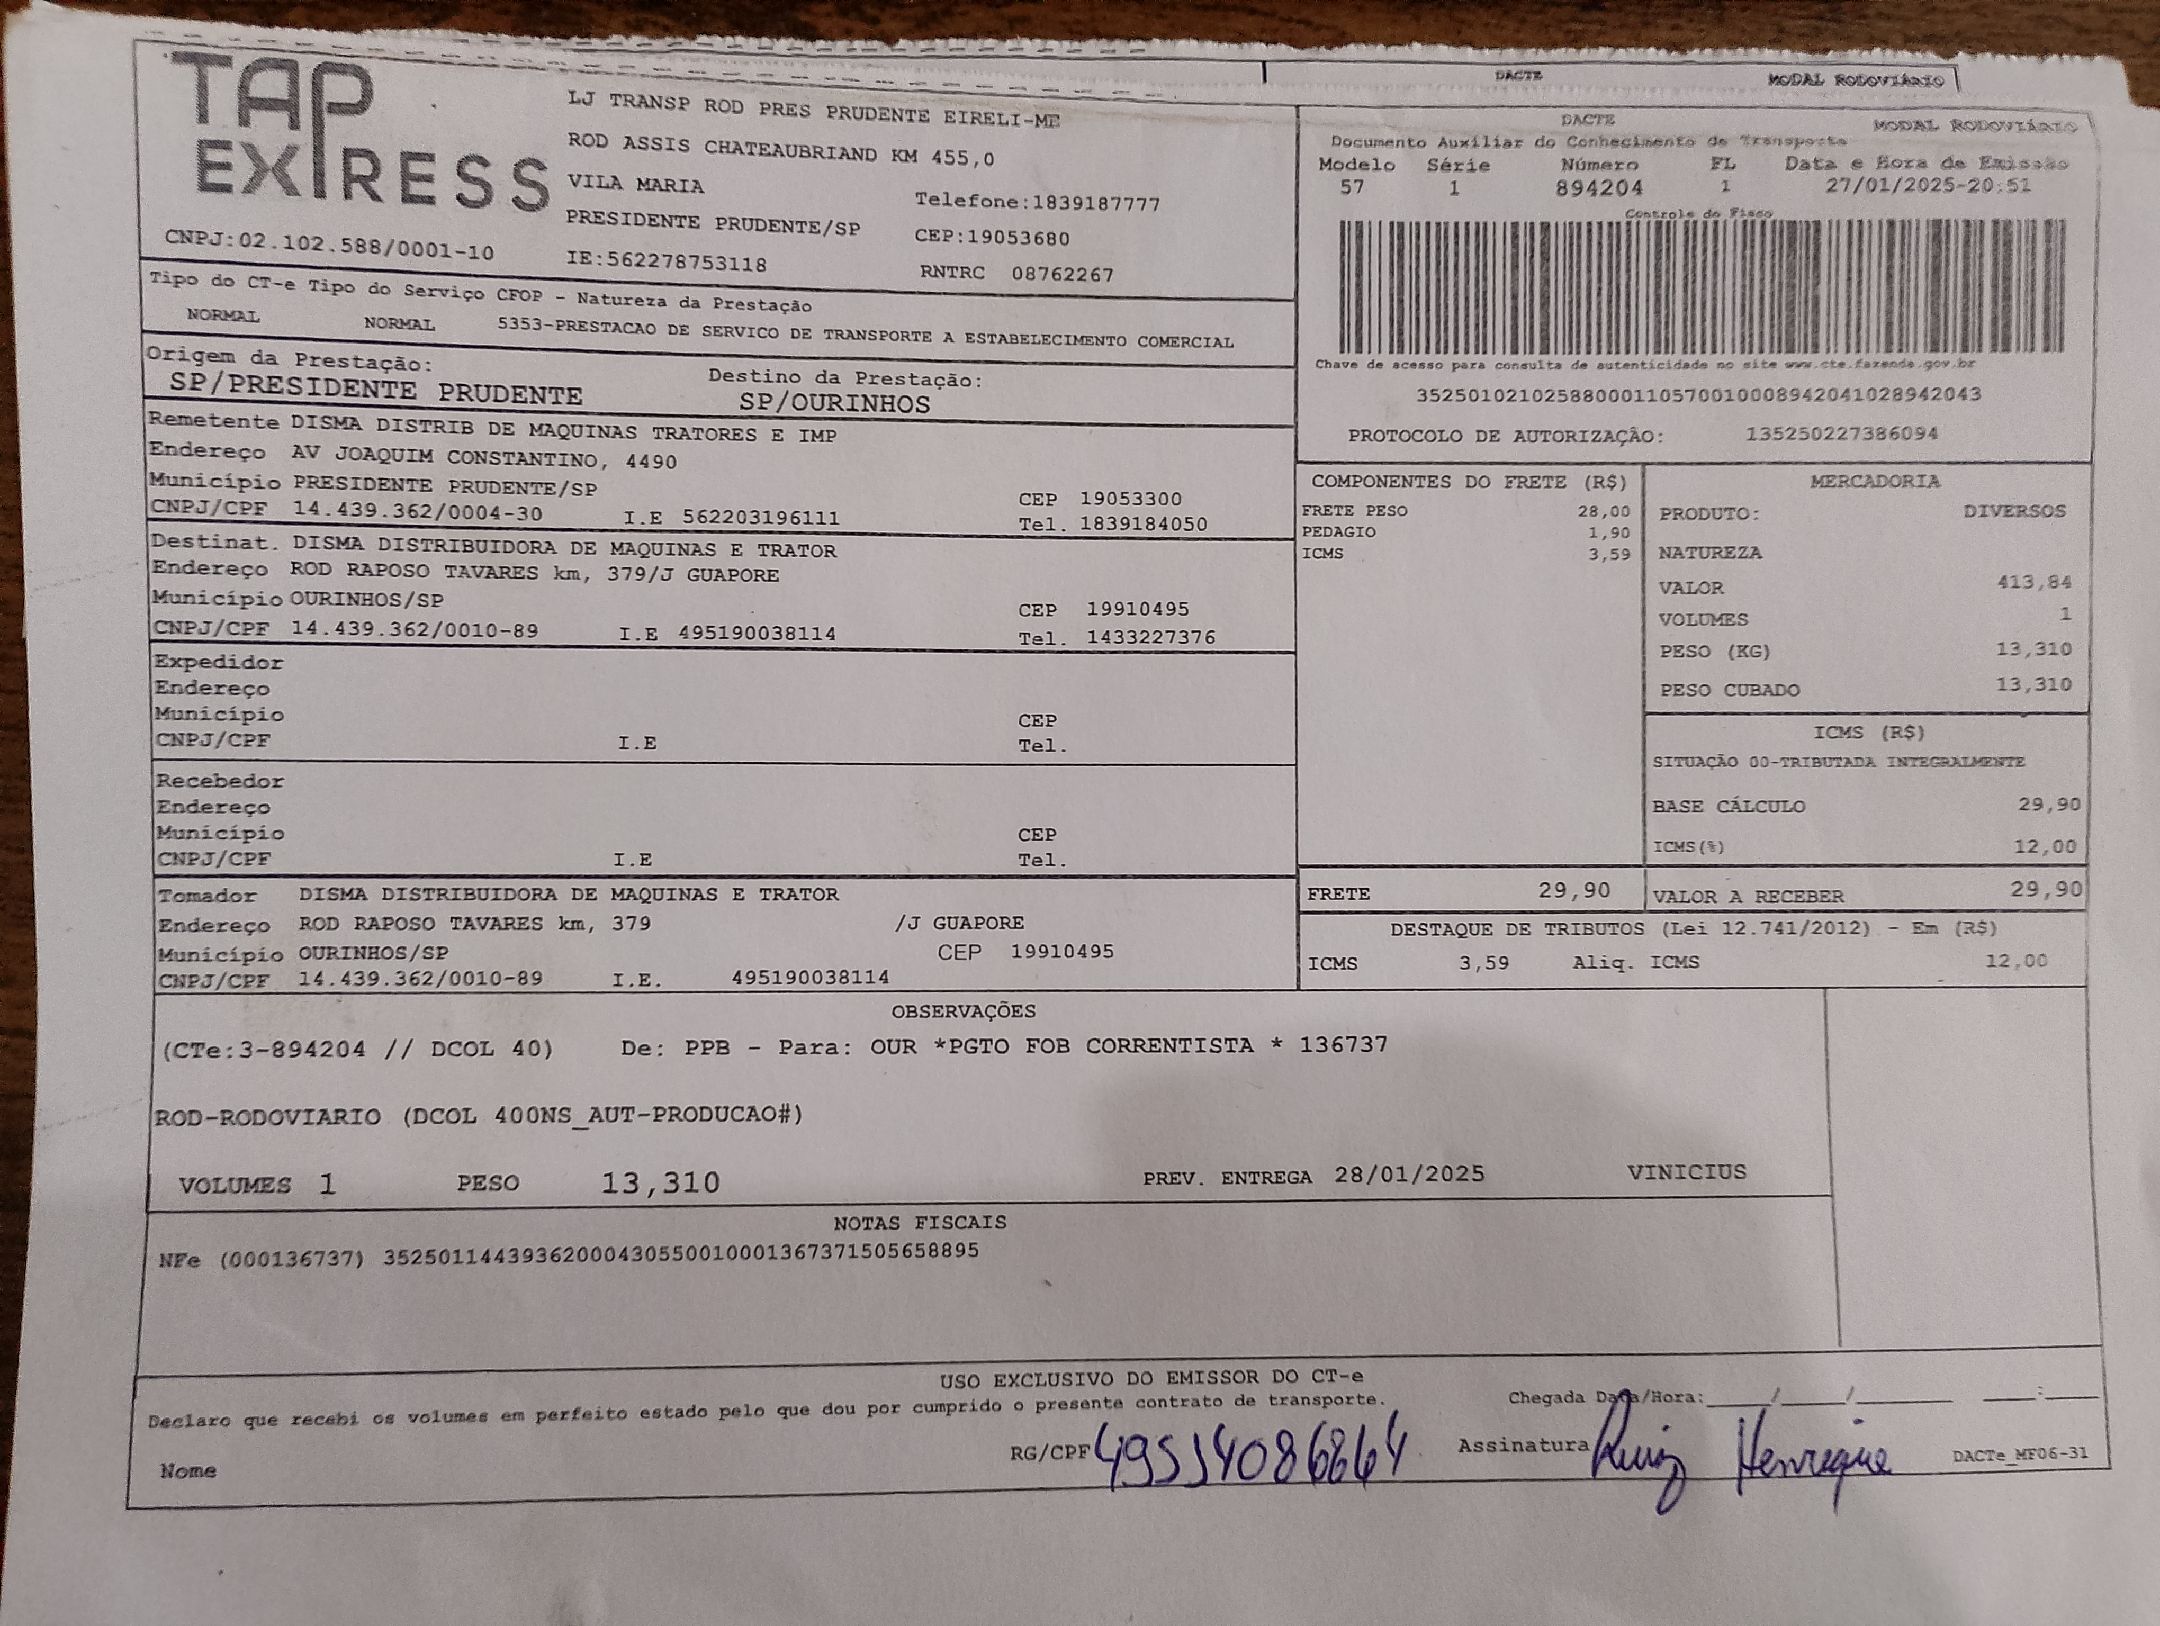 DACTE MODAL RODOVIÁRIO
TAP EXPRESS
LJ TRANSP ROD PRES PRUDENTE EIRELI-ME
ROD ASSIS CHATEAUBRIAND KM 455,0
VILA MARIA
Telefone:1839187777
PRESIDENTE PRUDENTE/SP
CEP:19053680
CNPJ:02.102.588/0001-10
IE:562278753118
RNTRC 08762267
DACTE MODAL RODOVIÁRIO
Documento Auxiliar do Conhecimento de Transporte
Modelo Série Número FL Data e Hora de Emissão
57 1 894204 1 27/01/2025-20:51
Controle do Fisco
Chave de acesso para consulta de autenticidade no site www.cte.fazenda.gov.br
35250102102588000110570010008942041028942043
PROTOCOLO DE AUTORIZAÇÃO: 135250227386094
Tipo do CT-e Tipo do Serviço CFOP - Natureza da Prestação
NORMAL NORMAL 5353-PRESTACAO DE SERVICO DE TRANSPORTE A ESTABELECIMENTO COMERCIAL
Origem da Prestação: Destino da Prestação:
SP/PRESIDENTE PRUDENTE SP/OURINHOS
Remetente DISMA DISTRIB DE MAQUINAS TRATORES E IMP
Endereço AV JOAQUIM CONSTANTINO, 4490
Município PRESIDENTE PRUDENTE/SP CEP 19053300
CNPJ/CPF 14.439.362/0004-30 I.E 562203196111 Tel. 1839184050
Destinat. DISMA DISTRIBUIDORA DE MAQUINAS E TRATOR
Endereço ROD RAPOSO TAVARES km, 379/J GUAPORE
Município OURINHOS/SP CEP 19910495
CNPJ/CPF 14.439.362/0010-89 I.E 495190038114 Tel. 1433227376
Expedidor
Endereço
Município CEP
CNPJ/CPF I.E Tel.
Recebedor
Endereço
Município CEP
CNPJ/CPF I.E Tel.
Tomador DISMA DISTRIBUIDORA DE MAQUINAS E TRATOR
Endereço ROD RAPOSO TAVARES km, 379 /J GUAPORE
Município OURINHOS/SP CEP 19910495
CNPJ/CPF 14.439.362/0010-89 I.E. 495190038114
COMPONENTES DO FRETE (R$)
FRETE PESO 28,00
PEDAGIO 1,90
ICMS 3,59
FRETE 29,90
MERCADORIA
PRODUTO: DIVERSOS
NATUREZA
VALOR 413,84
VOLUMES 1
PESO (KG) 13,310
PESO CUBADO 13,310
ICMS (R$)
SITUAÇÃO 00-TRIBUTADA INTEGRALMENTE
BASE CÁLCULO 29,90
ICMS(%) 12,00
VALOR A RECEBER 29,90
DESTAQUE DE TRIBUTOS (Lei 12.741/2012) - Em (R$)
ICMS 3,59 Aliq. ICMS 12,00
OBSERVAÇÕES
(CTe:3-894204 // DCOL 40) De: PPB - Para: OUR *PGTO FOB CORRENTISTA * 136737
ROD-RODOVIARIO (DCOL 400NS_AUT-PRODUCAO#)
VOLUMES 1 PESO 13,310 PREV. ENTREGA 28/01/2025 VINICIUS
NOTAS FISCAIS
NFe (000136737) 35250114439362000430550010001367371505658895
USO EXCLUSIVO DO EMISSOR DO CT-e
Declaro que recebi os volumes em perfeito estado pelo que dou por cumprido o presente contrato de transporte.
Chegada Data/Hora:____/____/______ ____:____
Nome RG/CPF Assinatura Henrique DACTe_MF06-31